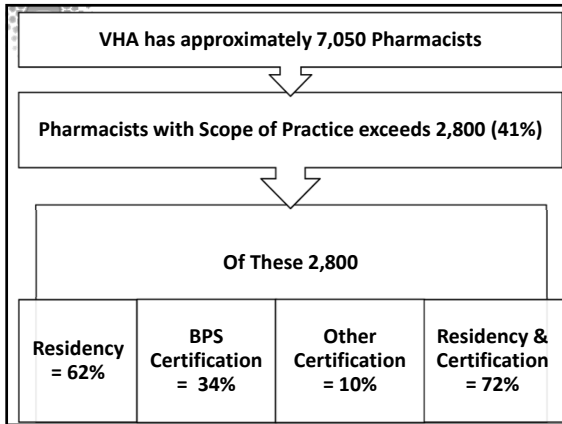 VHA has approximately 7,050 Pharmacists
Pharmacists with Scope of Practice exceeds 2,800 (41%)
Of These 2,800
Residency
= 62%
BPS
Certification
= 34%
Other
Certification
= 10%
Residency &
Certification
= 72%